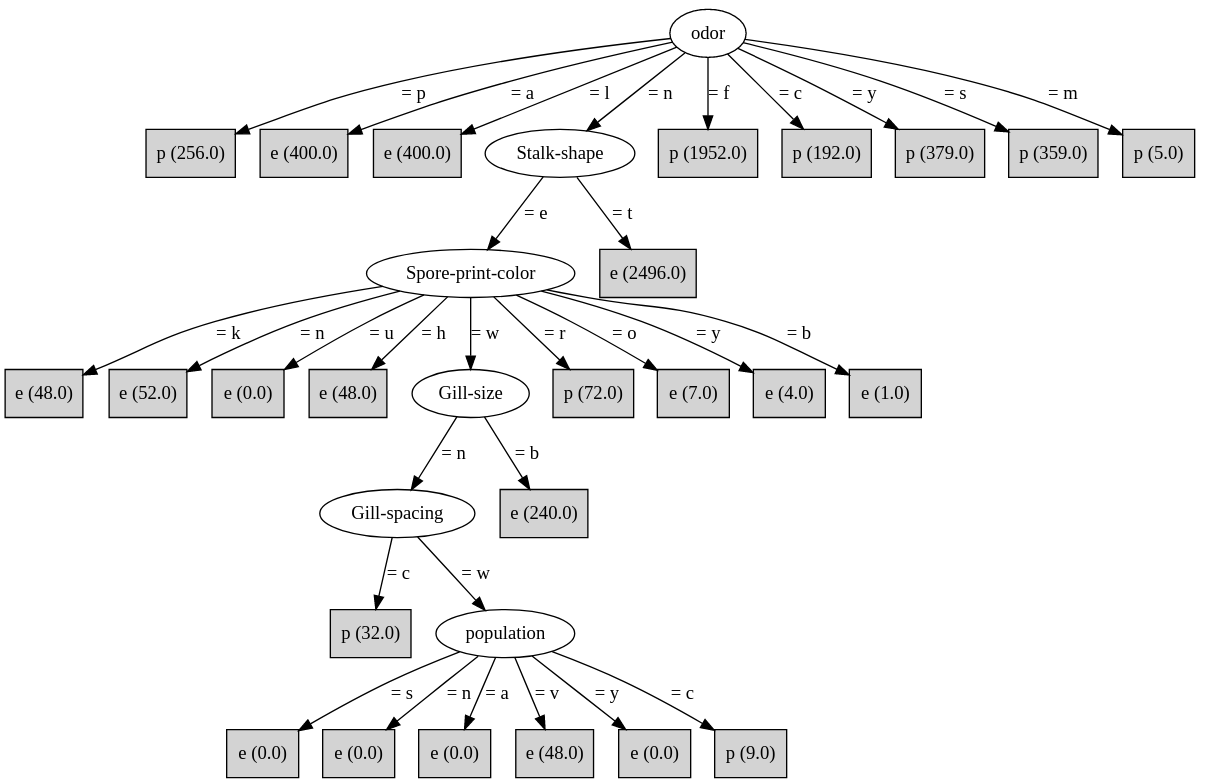 odor
= p
= a
= l
= n
= f
= c
= y
= s
= m
p (256.0)
e (400.0)
e (400.0)
Stalk-shape
p (1952.0)
p (192.0)
p (379.0)
p (359.0)
p (5.0)
= e
= t
Spore-print-color
e (2496.0)
= k
= n
= u
= h
= w
= r
= o
= y
= b
e (48.0)
e (52.0)
e (0.0)
e (48.0)
Gill-size
p (72.0)
e (7.0)
e (4.0)
e (1.0)
= n
= b
Gill-spacing
e (240.0)
= c
= w
p (32.0)
population
= s
= n
= a
= v
= y
= c
e (0.0)
e (0.0)
e (0.0)
e (48.0)
e (0.0)
p (9.0)